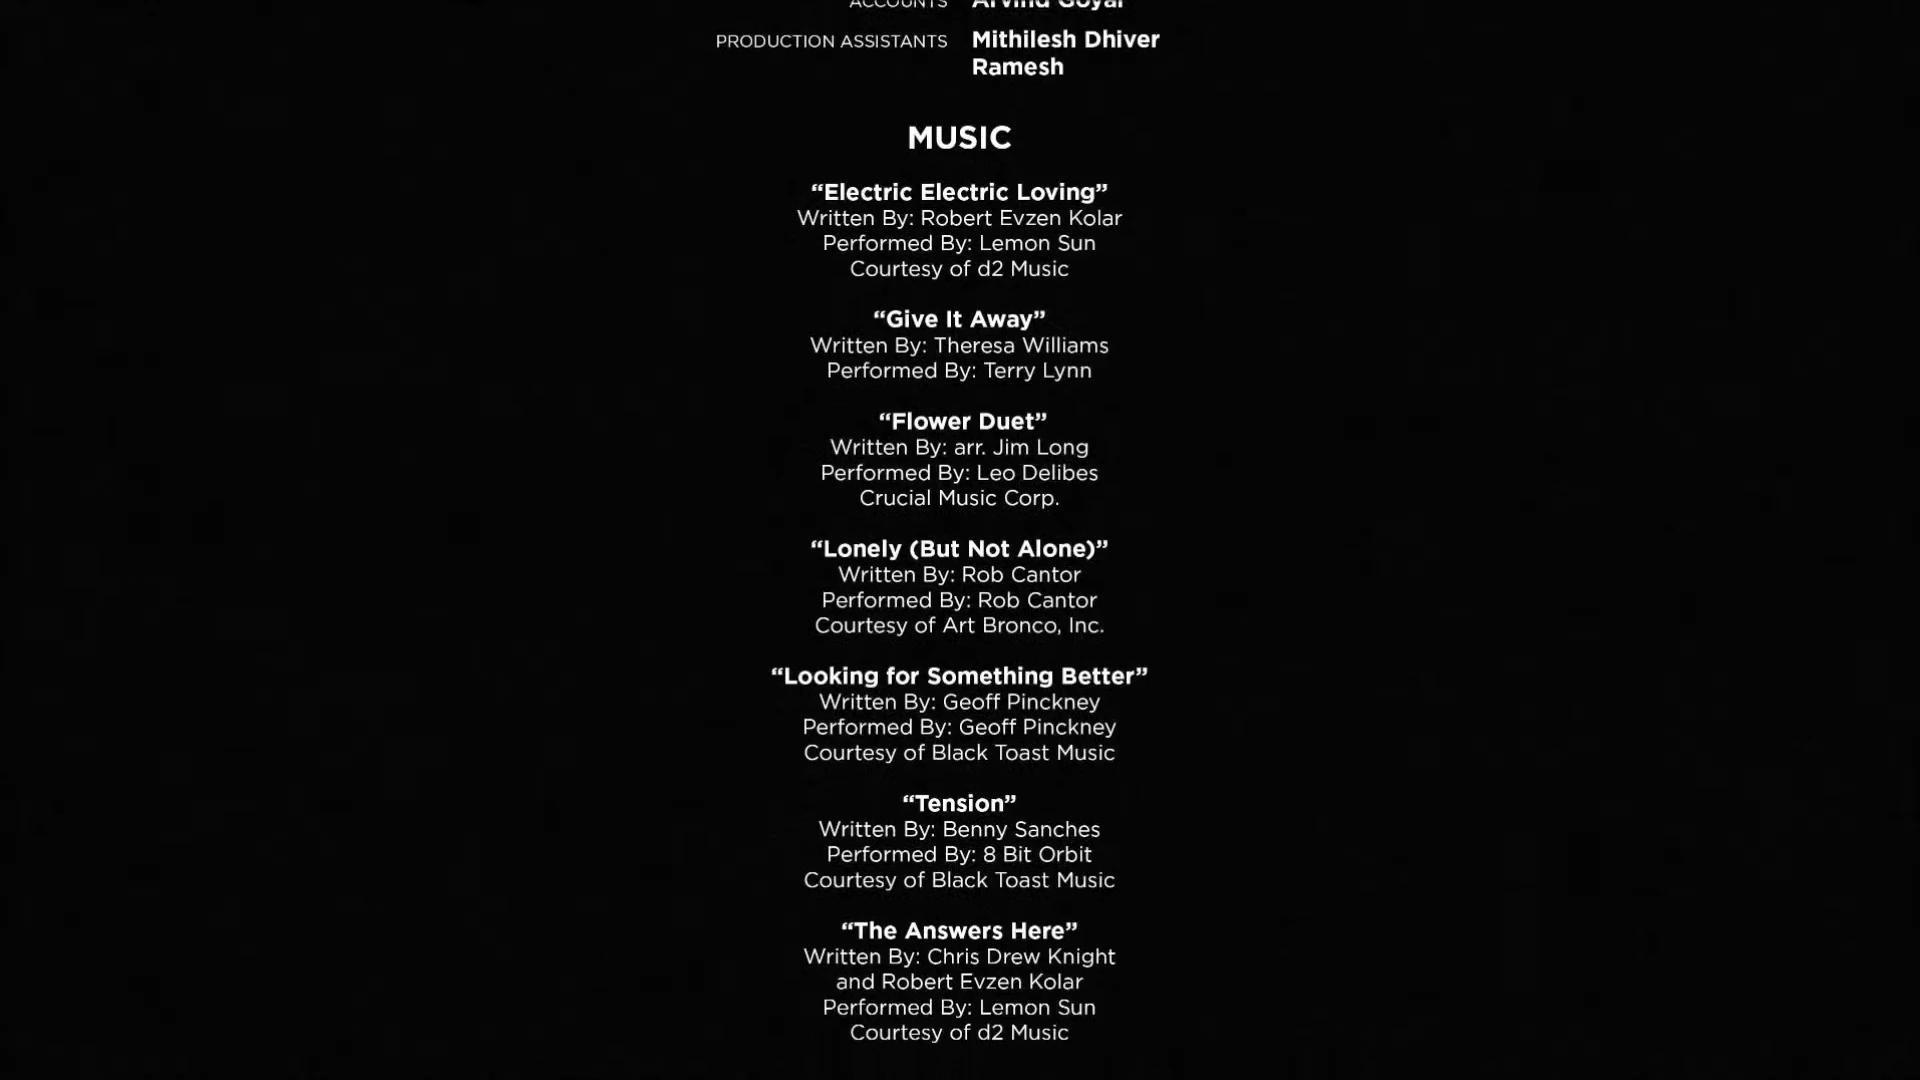 ACCOUNTS Arvind Goyal
PRODUCTION ASSISTANTS Mithilesh Dhiver
Ramesh
MUSIC
“Electric Electric Loving”
Written By: Robert Evzen Kolar
Performed By: Lemon Sun
Courtesy of d2 Music
“Give It Away”
Written By: Theresa Williams
Performed By: Terry Lynn
“Flower Duet”
Written By: arr. Jim Long
Performed By: Leo Delibes
Crucial Music Corp.
“Lonely (But Not Alone)”
Written By: Rob Cantor
Performed By: Rob Cantor
Courtesy of Art Bronco, Inc.
“Looking for Something Better”
Written By: Geoff Pinckney
Performed By: Geoff Pinckney
Courtesy of Black Toast Music
“Tension”
Written By: Benny Sanches
Performed By: 8 Bit Orbit
Courtesy of Black Toast Music
“The Answers Here”
Written By: Chris Drew Knight
and Robert Evzen Kolar
Performed By: Lemon Sun
Courtesy of d2 Music